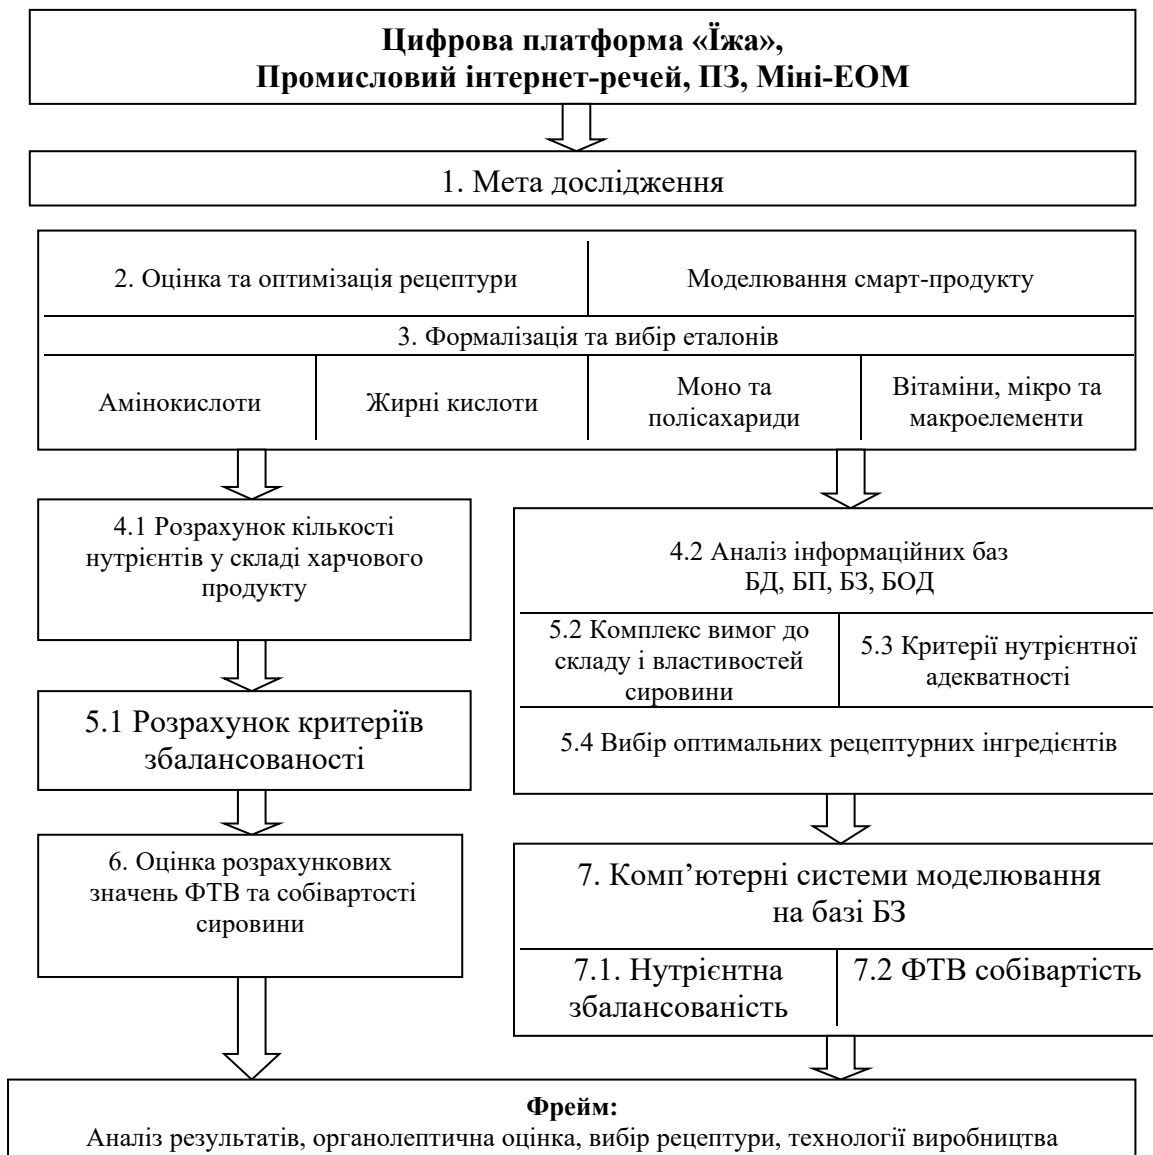 Цифрова платформа «Їжа»,
Промисловий інтернет-речей, ПЗ, Міні-ЕОМ
1. Мета дослідження
2. Оцінка та оптимізація рецептури
Моделювання смарт-продукту
3. Формалізація та вибір еталонів
Амінокислоти
Жирні кислоти
Моно та
полісахариди
Вітаміни, мікро та
макроелементи
4.1 Розрахунок кількості
нутрієнтів у складі харчового
продукту
5.1 Розрахунок критеріїв
збалансованості
6. Оцінка розрахункових
значень ФТВ та собівартості
сировини
4.2 Аналіз інформаційних баз
БД, БП, БЗ, БОД
5.2 Комплекс вимог до
складу і властивостей
сировини
5.3 Критерії нутрієнтної
адекватності
5.4 Вибір оптимальних рецептурних інгредієнтів
7. Комп’ютерні системи моделювання
на базі БЗ
7.1. Нутрієнтна
збалансованість
7.2 ФТВ собівартість
Фрейм:
Аналіз результатів, органолептична оцінка, вибір рецептури, технології виробництва